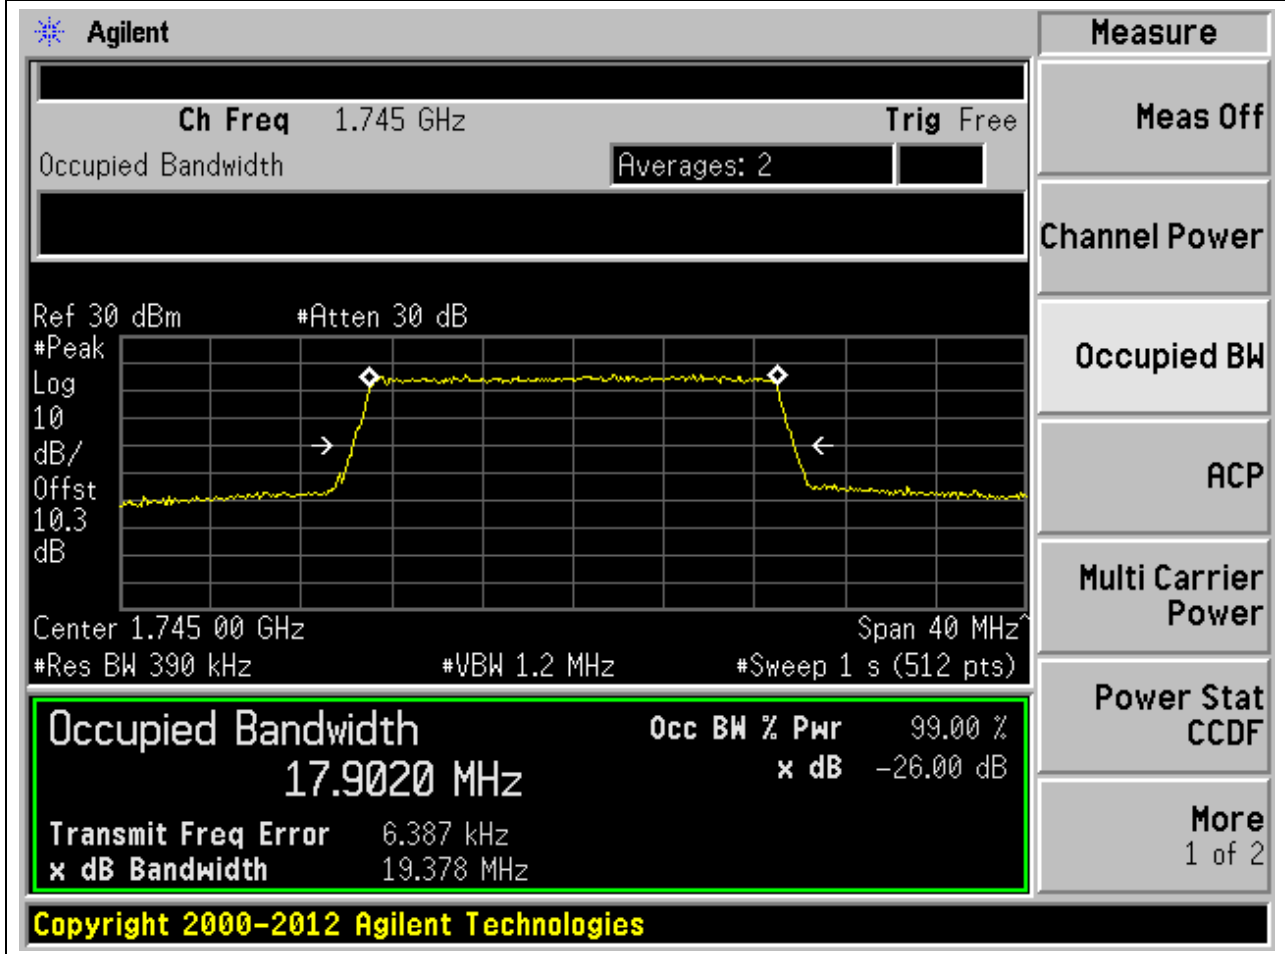 Agilent
Measure
Ch Freq 1.745 GHz Trig Free
Occupied Bandwidth Averages: 2
Meas Off
Channel Power
Occupied BW
ACP
Multi Carrier
Power
Power Stat
CCDF
More
1 of 2
Ref 30 dBm #Atten 30 dB
#Peak
Log
10
dB/
Offst
10.3
dB
Center 1.745 00 GHz Span 40 MHz^
#Res BW 390 kHz #VBW 1.2 MHz #Sweep 1 s (512 pts)
Occupied Bandwidth Occ BW % Pwr 99.00 %
17.9020 MHz x dB -26.00 dB
Transmit Freq Error 6.387 kHz
x dB Bandwidth 19.378 MHz
Copyright 2000-2012 Agilent Technologies